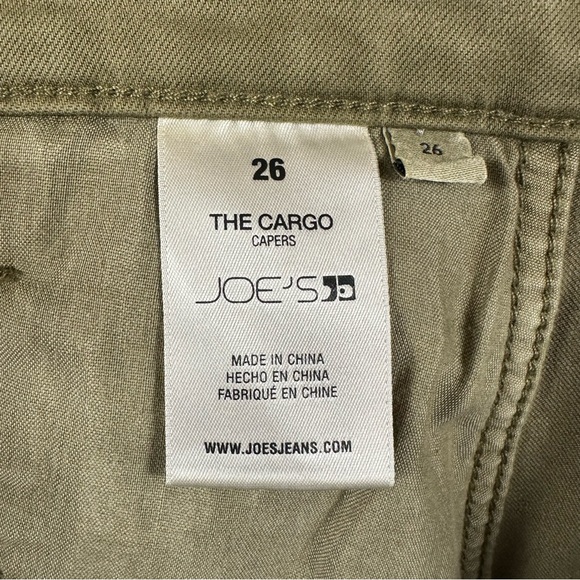 26
THE CARGO
CAPERS
JOE'S
MADE IN CHINA
HECHO EN CHINA
FABRIQUÉ EN CHINE
WWW.JOESJEANS.COM
26